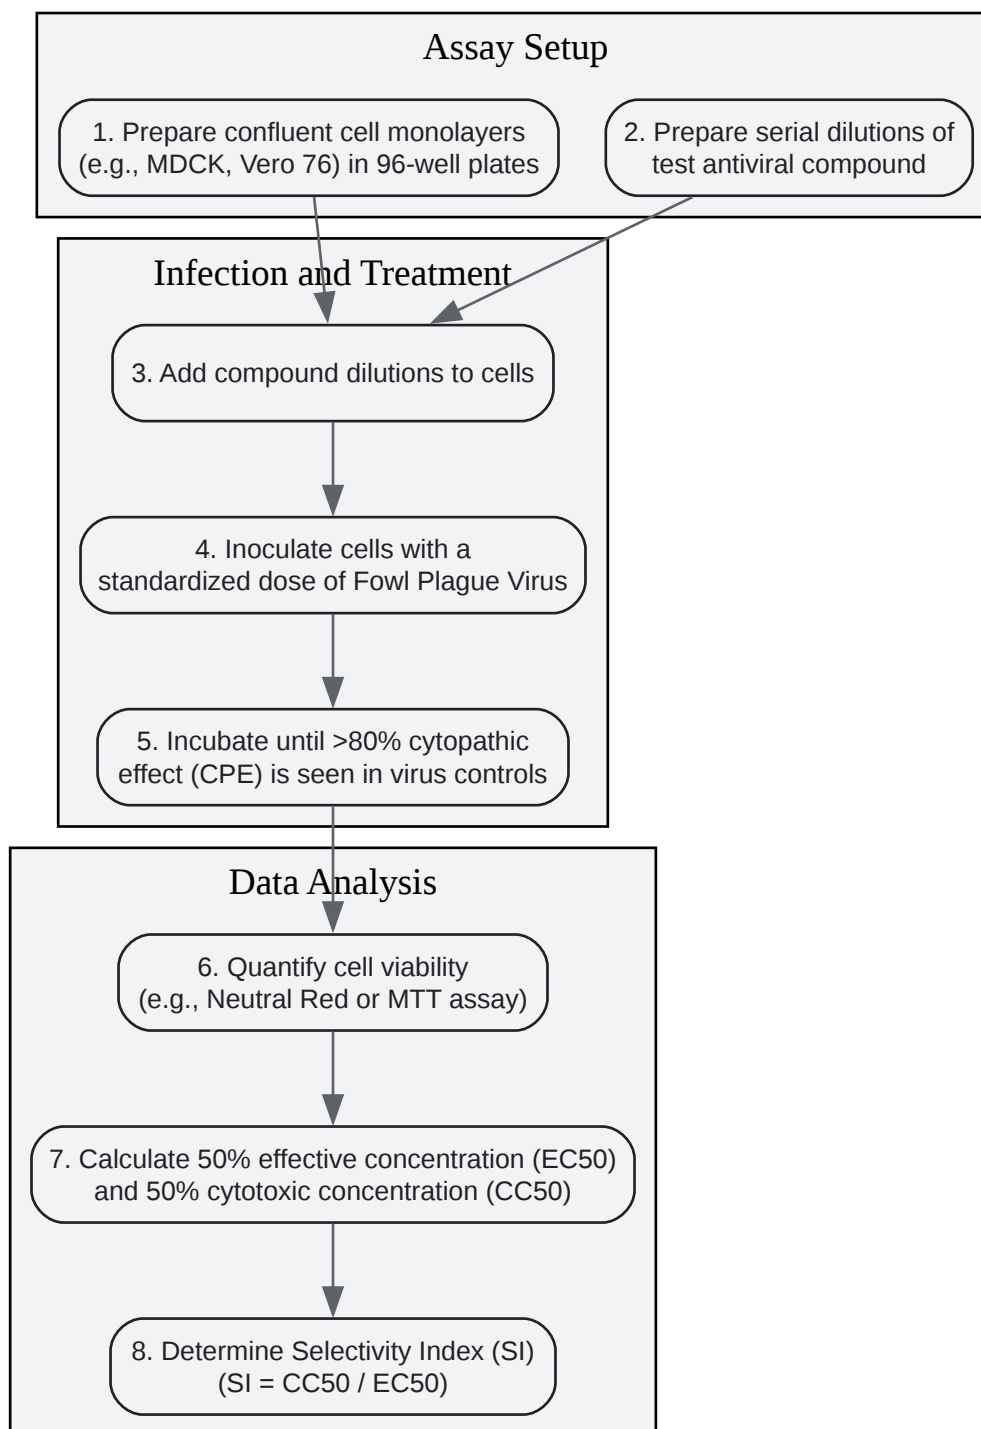 Assay Setup
1. Prepare confluent cell monolayers
(e.g., MDCK, Vero 76) in 96-well plates
2. Prepare serial dilutions of
test antiviral compound
Infection and Treatment
3. Add compound dilutions to cells
4. Inoculate cells with a
standardized dose of Fowl Plague Virus
5. Incubate until >80% cytopathic
effect (CPE) is seen in virus controls
Data Analysis
6. Quantify cell viability
(e.g., Neutral Red or MTT assay)
7. Calculate 50% effective concentration (EC50)
and 50% cytotoxic concentration (CC50)
8. Determine Selectivity Index (SI)
(SI = CC50 / EC50)